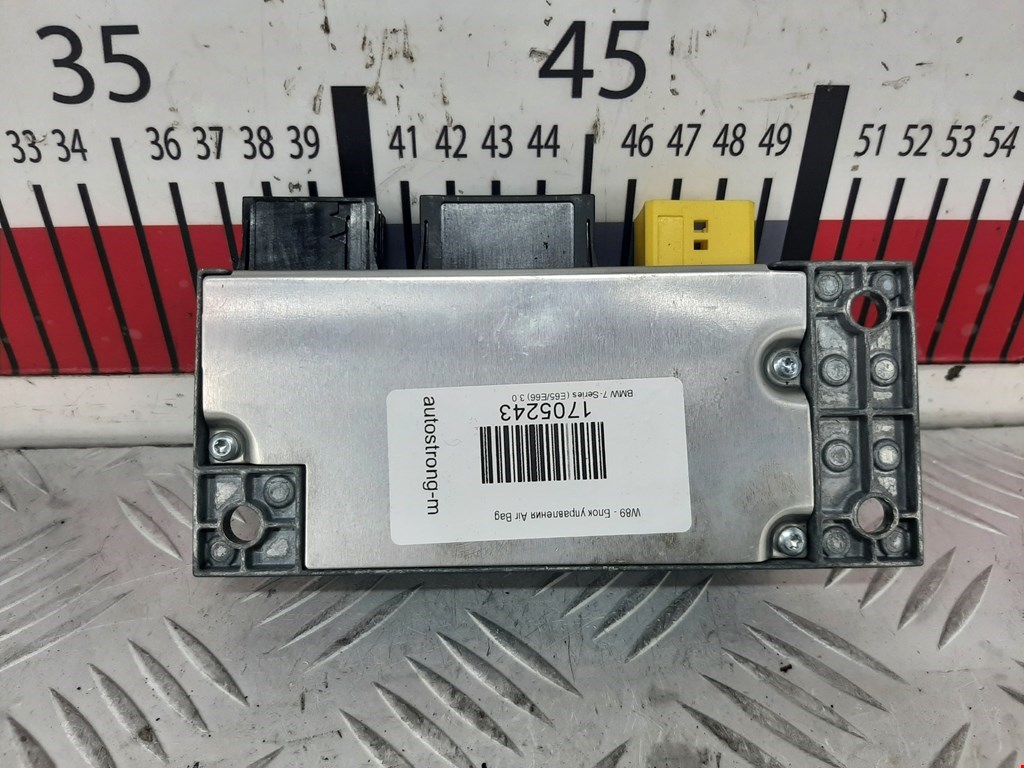 35 45
33 34 36 37 38 39 41 42 43 44 46 47 48 49 51 52 53 54
W89 - Блок управления Air Bag
1705243
BMW 7-Series (E65/E66) 3.0
autostrong-m